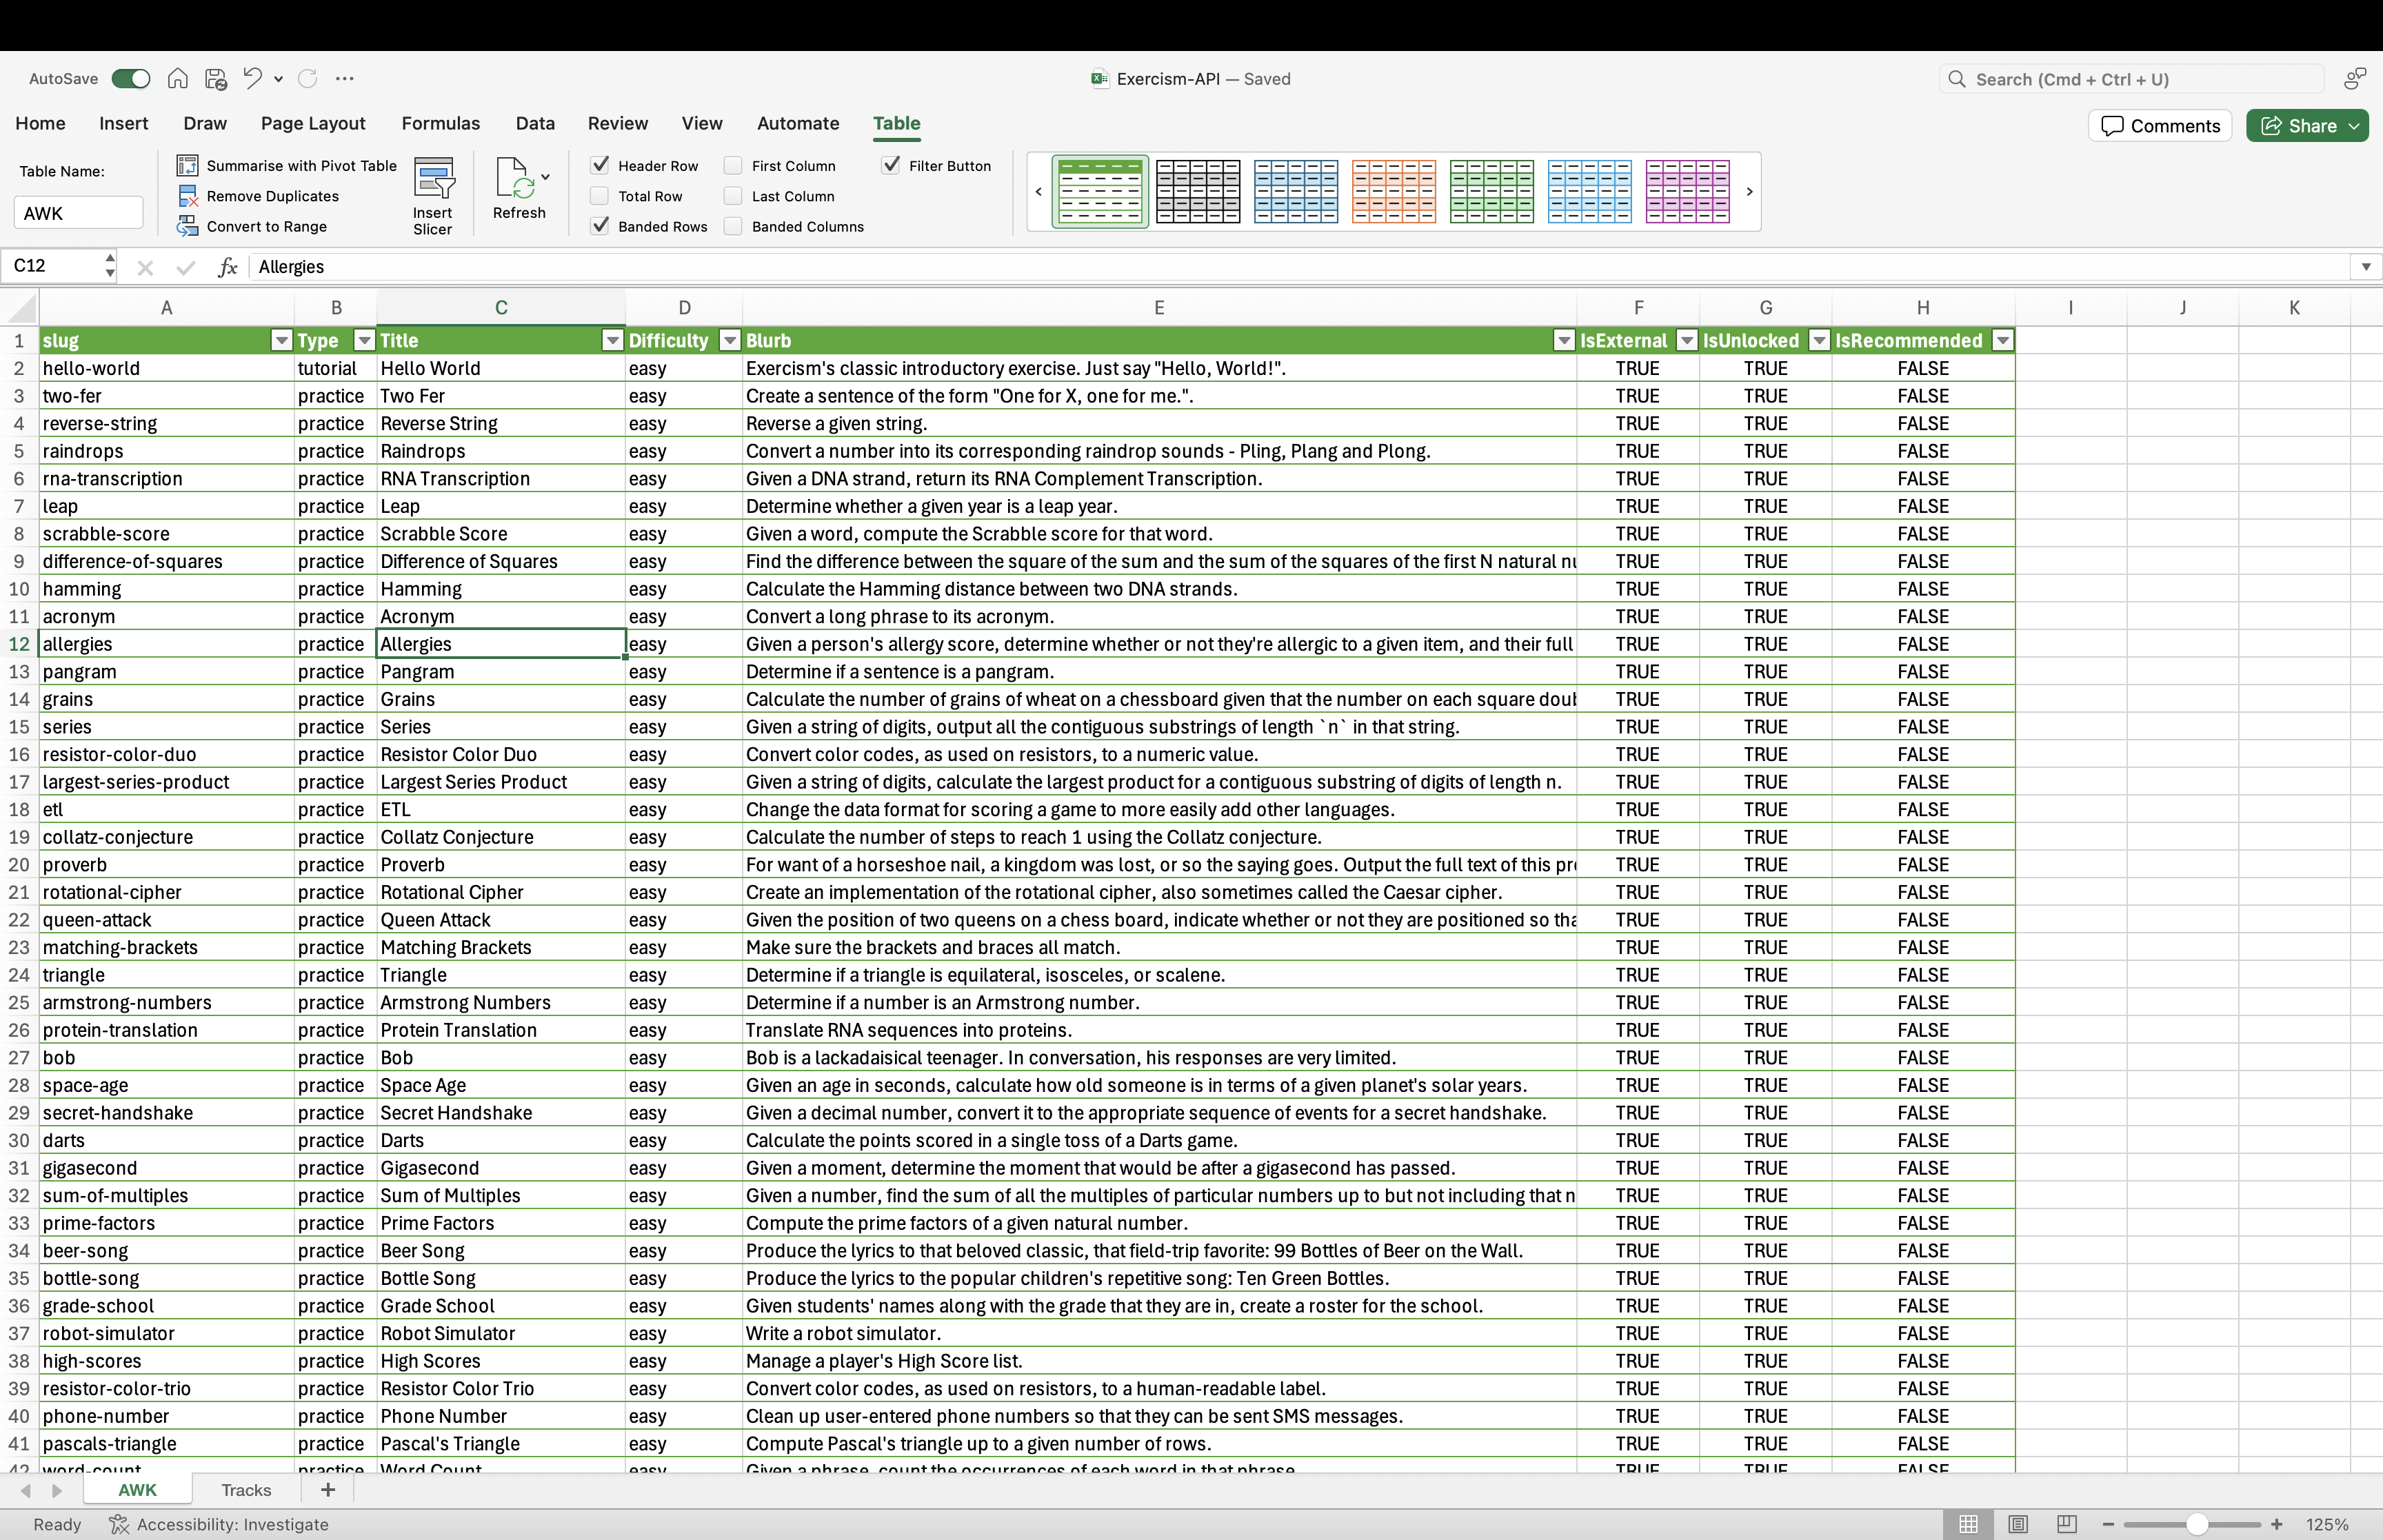 AutoSave
Exercism-API — Saved
Search (Cmd + Ctrl + U)
Home Insert Draw Page Layout Formulas Data Review View Automate Table
Comments Share
Table Name:
AWK
Summarise with Pivot Table
Remove Duplicates
Convert to Range
Insert
Slicer
Refresh
Header Row First Column Filter Button
Total Row Last Column
Banded Rows Banded Columns
C12 fx Allergies
A B C D E F G H I J K
1 slug Type Title Difficulty Blurb IsExternal IsUnlocked IsRecommended
2 hello-world tutorial Hello World easy Exercism's classic introductory exercise. Just say "Hello, World!". TRUE TRUE FALSE
3 two-fer practice Two Fer easy Create a sentence of the form "One for X, one for me.". TRUE TRUE FALSE
4 reverse-string practice Reverse String easy Reverse a given string. TRUE TRUE FALSE
5 raindrops practice Raindrops easy Convert a number into its corresponding raindrop sounds - Pling, Plang and Plong. TRUE TRUE FALSE
6 rna-transcription practice RNA Transcription easy Given a DNA strand, return its RNA Complement Transcription. TRUE TRUE FALSE
7 leap practice Leap easy Determine whether a given year is a leap year. TRUE TRUE FALSE
8 scrabble-score practice Scrabble Score easy Given a word, compute the Scrabble score for that word. TRUE TRUE FALSE
9 difference-of-squares practice Difference of Squares easy Find the difference between the square of the sum and the sum of the squares of the first N natural TRUE TRUE FALSE
10 hamming practice Hamming easy Calculate the Hamming distance between two DNA strands. TRUE TRUE FALSE
11 acronym practice Acronym easy Convert a long phrase to its acronym. TRUE TRUE FALSE
12 allergies practice Allergies easy Given a person's allergy score, determine whether or not they're allergic to a given item, and their full TRUE TRUE FALSE
13 pangram practice Pangram easy Determine if a sentence is a pangram. TRUE TRUE FALSE
14 grains practice Grains easy Calculate the number of grains of wheat on a chessboard given that the number on each square TRUE TRUE FALSE
15 series practice Series easy Given a string of digits, output all the contiguous substrings of length `n` in that string. TRUE TRUE FALSE
16 resistor-color-duo practice Resistor Color Duo easy Convert color codes, as used on resistors, to a numeric value. TRUE TRUE FALSE
17 largest-series-product practice Largest Series Product easy Given a string of digits, calculate the largest product for a contiguous substring of digits of length n. TRUE TRUE FALSE
18 etl practice ETL easy Change the data format for scoring a game to more easily add other languages. TRUE TRUE FALSE
19 collatz-conjecture practice Collatz Conjecture easy Calculate the number of steps to reach 1 using the Collatz conjecture. TRUE TRUE FALSE
20 proverb practice Proverb easy For want of a horseshoe nail, a kingdom was lost, or so the saying goes. Output the full text of this TRUE TRUE FALSE
21 rotational-cipher practice Rotational Cipher easy Create an implementation of the rotational cipher, also sometimes called the Caesar cipher. TRUE TRUE FALSE
22 queen-attack practice Queen Attack easy Given the position of two queens on a chess board, indicate whether or not they are positioned so TRUE TRUE FALSE
23 matching-brackets practice Matching Brackets easy Make sure the brackets and braces all match. TRUE TRUE FALSE
24 triangle practice Triangle easy Determine if a triangle is equilateral, isosceles, or scalene. TRUE TRUE FALSE
25 armstrong-numbers practice Armstrong Numbers easy Determine if a number is an Armstrong number. TRUE TRUE FALSE
26 protein-translation practice Protein Translation easy Translate RNA sequences into proteins. TRUE TRUE FALSE
27 bob practice Bob easy Bob is a lackadaisical teenager. In conversation, his responses are very limited. TRUE TRUE FALSE
28 space-age practice Space Age easy Given an age in seconds, calculate how old someone is in terms of a given planet's solar years. TRUE TRUE FALSE
29 secret-handshake practice Secret Handshake easy Given a decimal number, convert it to the appropriate sequence of events for a secret handshake. TRUE TRUE FALSE
30 darts practice Darts easy Calculate the points scored in a single toss of a Darts game. TRUE TRUE FALSE
31 gigasecond practice Gigasecond easy Given a moment, determine the moment that would be after a gigasecond has passed. TRUE TRUE FALSE
32 sum-of-multiples practice Sum of Multiples easy Given a number, find the sum of all the multiples of particular numbers up to but not including that TRUE TRUE FALSE
33 prime-factors practice Prime Factors easy Compute the prime factors of a given natural number. TRUE TRUE FALSE
34 beer-song practice Beer Song easy Produce the lyrics to that beloved classic, that field-trip favorite: 99 Bottles of Beer on the Wall. TRUE TRUE FALSE
35 bottle-song practice Bottle Song easy Produce the lyrics to the popular children's repetitive song: Ten Green Bottles. TRUE TRUE FALSE
36 grade-school practice Grade School easy Given students' names along with the grade that they are in, create a roster for the school. TRUE TRUE FALSE
37 robot-simulator practice Robot Simulator easy Write a robot simulator. TRUE TRUE FALSE
38 high-scores practice High Scores easy Manage a player's High Score list. TRUE TRUE FALSE
39 resistor-color-trio practice Resistor Color Trio easy Convert color codes, as used on resistors, to a human-readable label. TRUE TRUE FALSE
40 phone-number practice Phone Number easy Clean up user-entered phone numbers so that they can be sent SMS messages. TRUE TRUE FALSE
41 pascals-triangle practice Pascal's Triangle easy Compute Pascal's triangle up to a given number of rows. TRUE TRUE FALSE
42 word-count practice Word Count easy Given a phrase, count the occurrences of each word in that phrase TRUE TRUE FALSE
AWK Tracks
Ready Accessibility: Investigate 125%